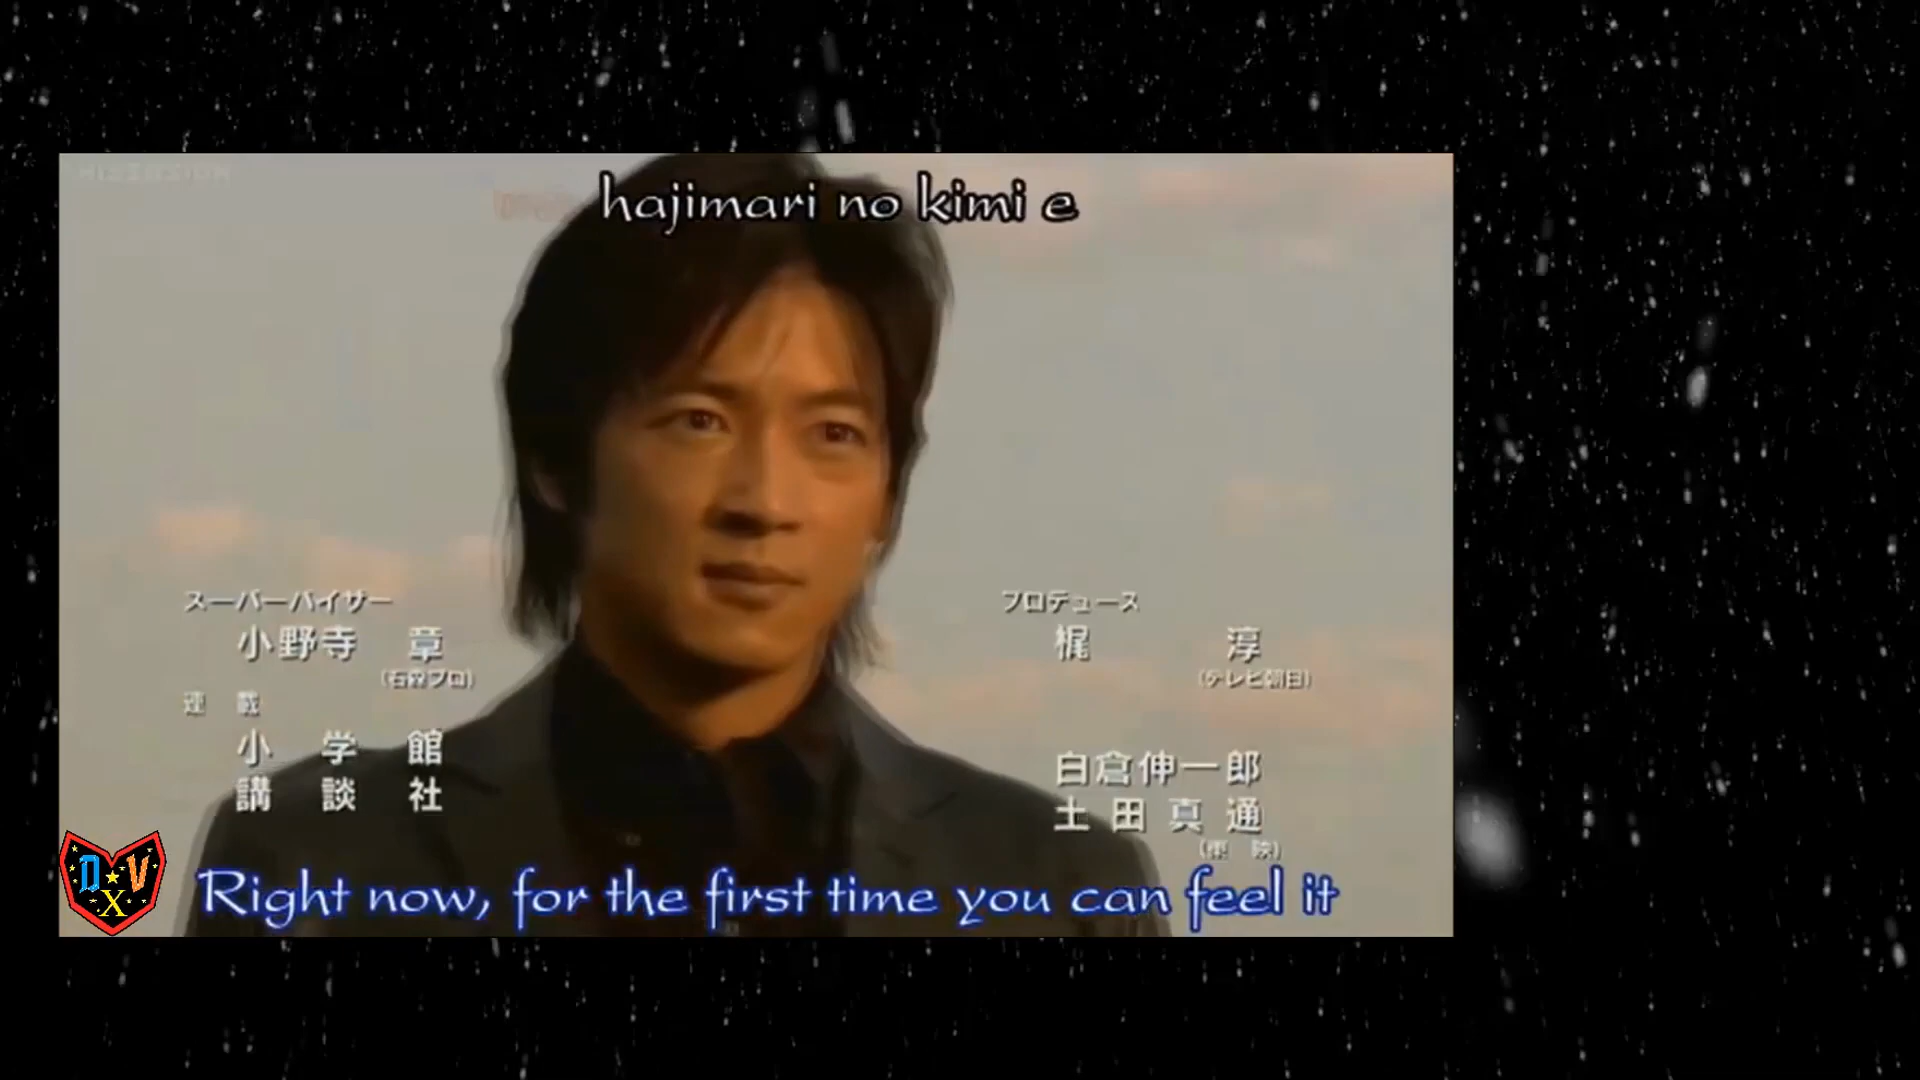 hajimari no kimi e
スーパーバイザー
小野寺 章
(石森プロ)
連 載
小 学 館
講 談 社
プロデュース
梶 淳
(テレビ朝日)
白倉伸一郎
土田真通
(東 映)
D X V
Right now, for the first time you can feel it